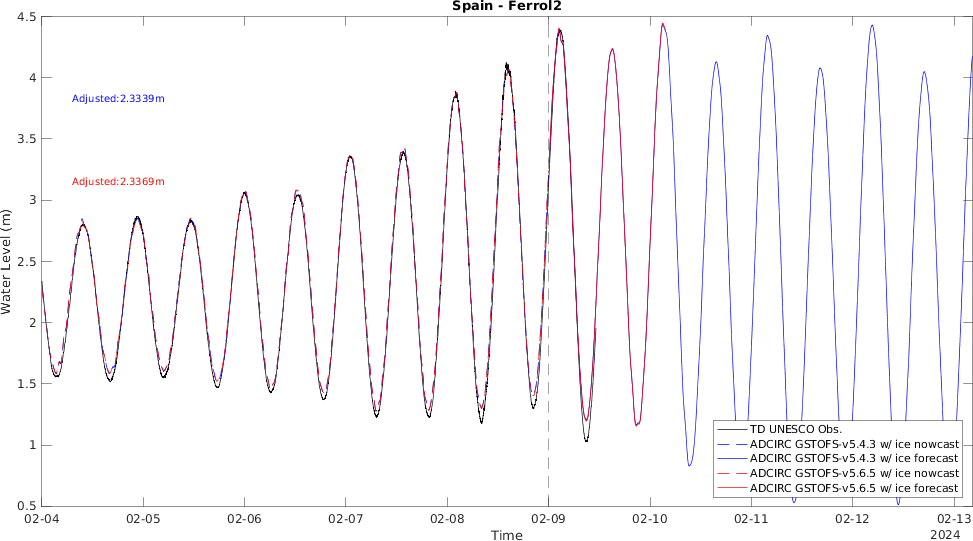 Spain - Ferrol2
4.5
4
3.5
3
2.5
2
1.5
1
0.5
Water Level (m)
Adjusted:2.3339m
Adjusted:2.3369m
TD UNESCO Obs.
ADCIRC GSTOFS-v5.4.3 w/ ice nowcast
ADCIRC GSTOFS-v5.4.3 w/ ice forecast
ADCIRC GSTOFS-v5.6.5 w/ ice nowcast
ADCIRC GSTOFS-v5.6.5 w/ ice forecast
02-04 02-05 02-06 02-07 02-08 02-09 02-10 02-11 02-12 02-13
Time
2024